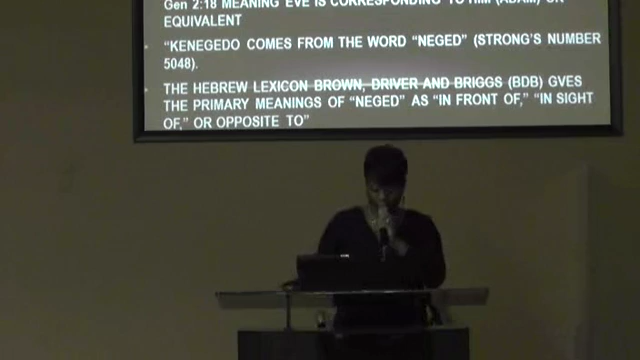 Gen 2:18 MEANING EVE IS CORRESPONDING TO HIM (ADAM) OR
EQUIVALENT
"KENEGEDO COMES FROM THE WORD "NEGED" (STRONG'S NUMBER
5048).
THE HEBREW LEXICON BROWN, DRIVER AND BRIGGS (BDB) GVES
THE PRIMARY MEANINGS OF "NEGED" AS "IN FRONT OF," "IN SIGHT
OF," OR OPPOSITE TO"